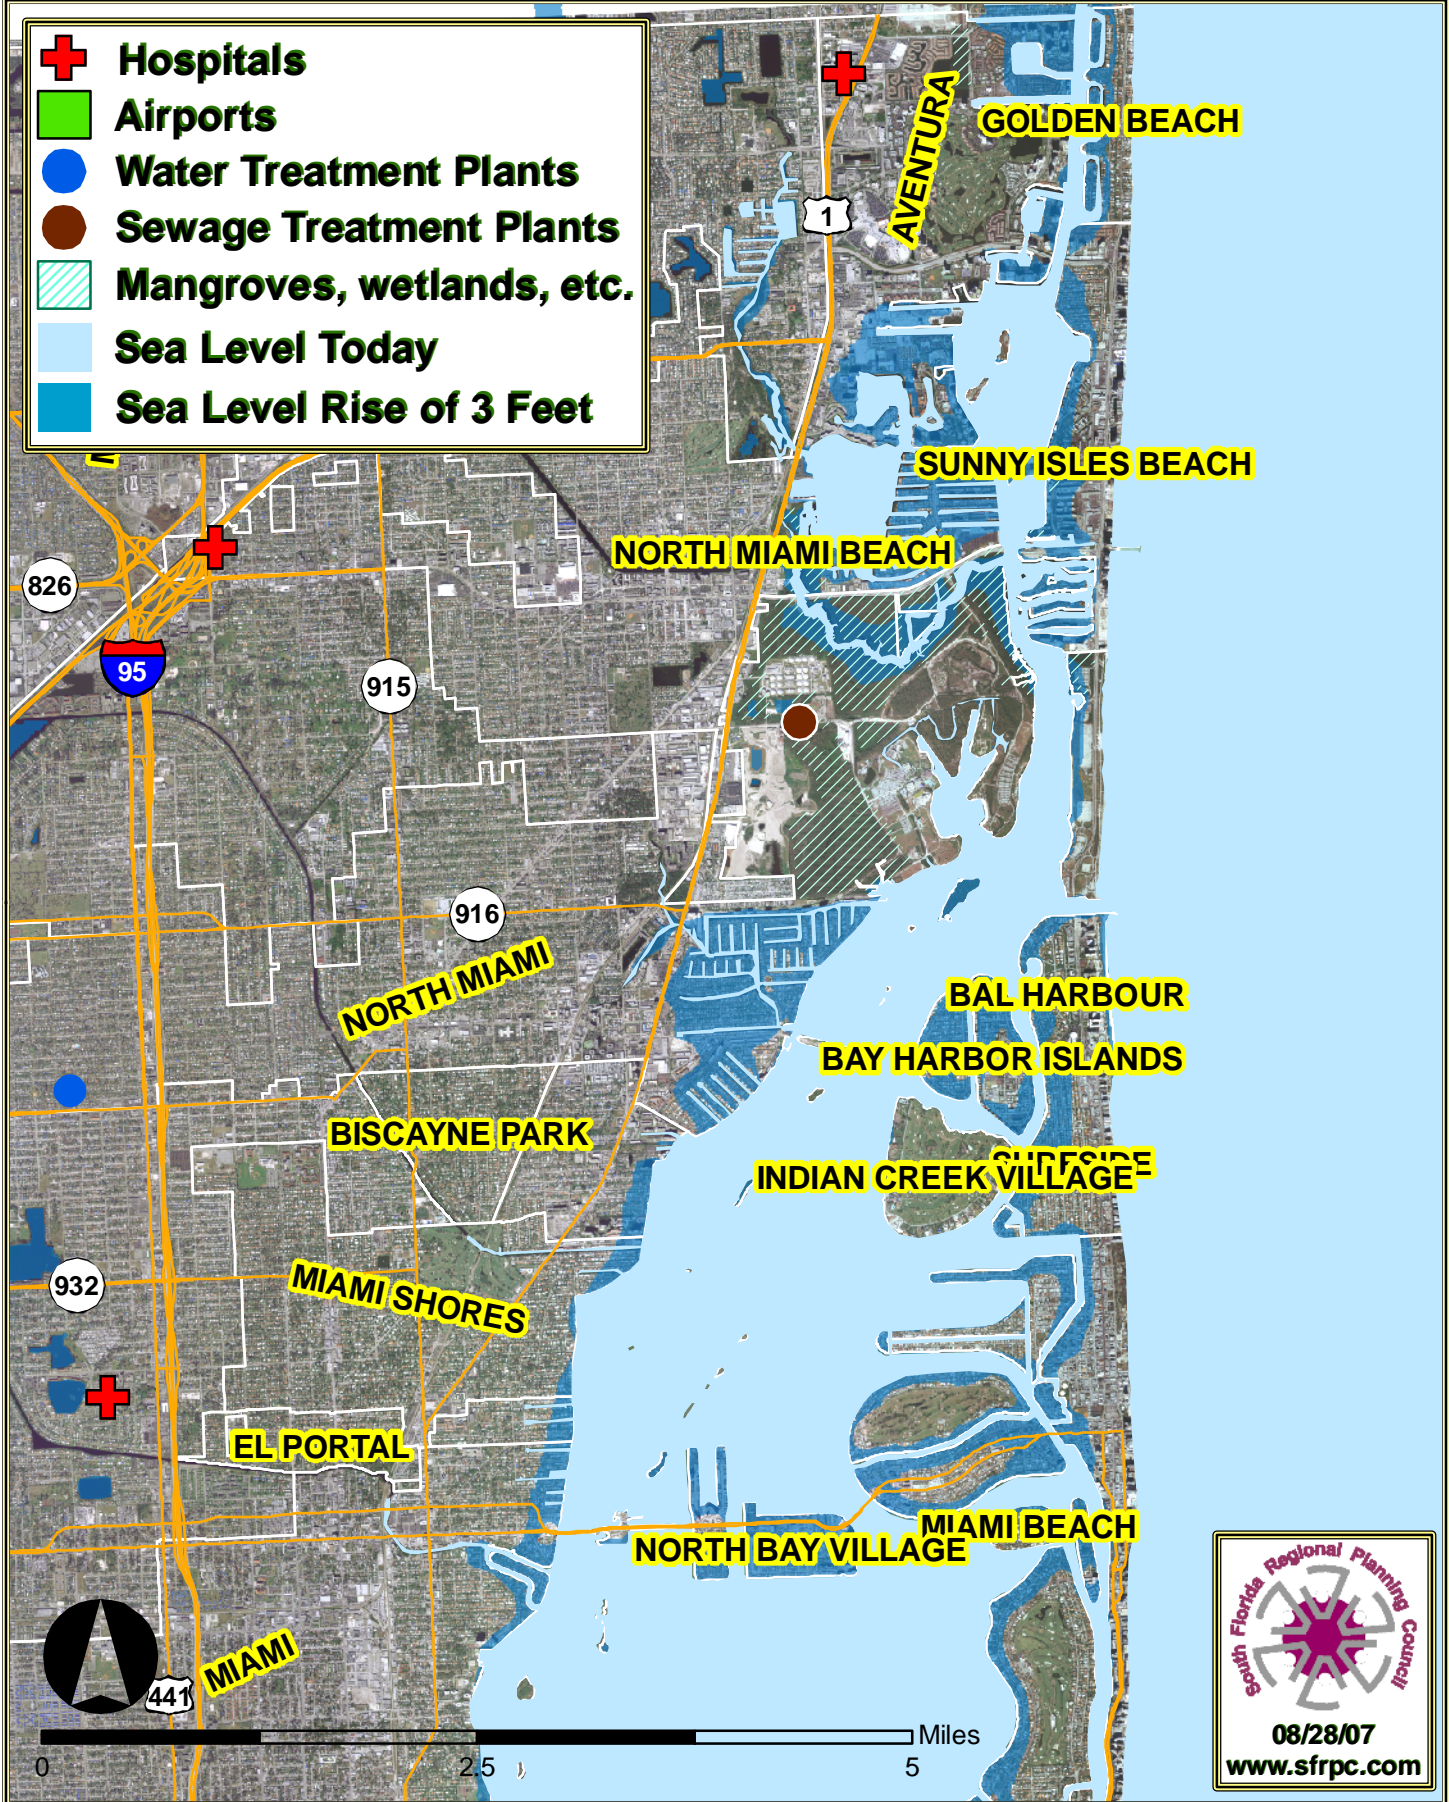 Hospitals
Airports
Water Treatment Plants
Sewage Treatment Plants
Mangroves, wetlands, etc.
Sea Level Today
Sea Level Rise of 3 Feet
AVENTURA
GOLDEN BEACH
1
SUNNY ISLES BEACH
NORTH MIAMI BEACH
826
95
915
916
NORTH MIAMI
BAL HARBOUR
BAY HARBOR ISLANDS
BISCAYNE PARK
SURFSIDE
INDIAN CREEK VILLAGE
932
MIAMI SHORES
EL PORTAL
MIAMI BEACH
NORTH BAY VILLAGE
MIAMI
441
Miles
0
2.5
5
South Florida Regional Planning Council
08/28/07
www.sfrpc.com